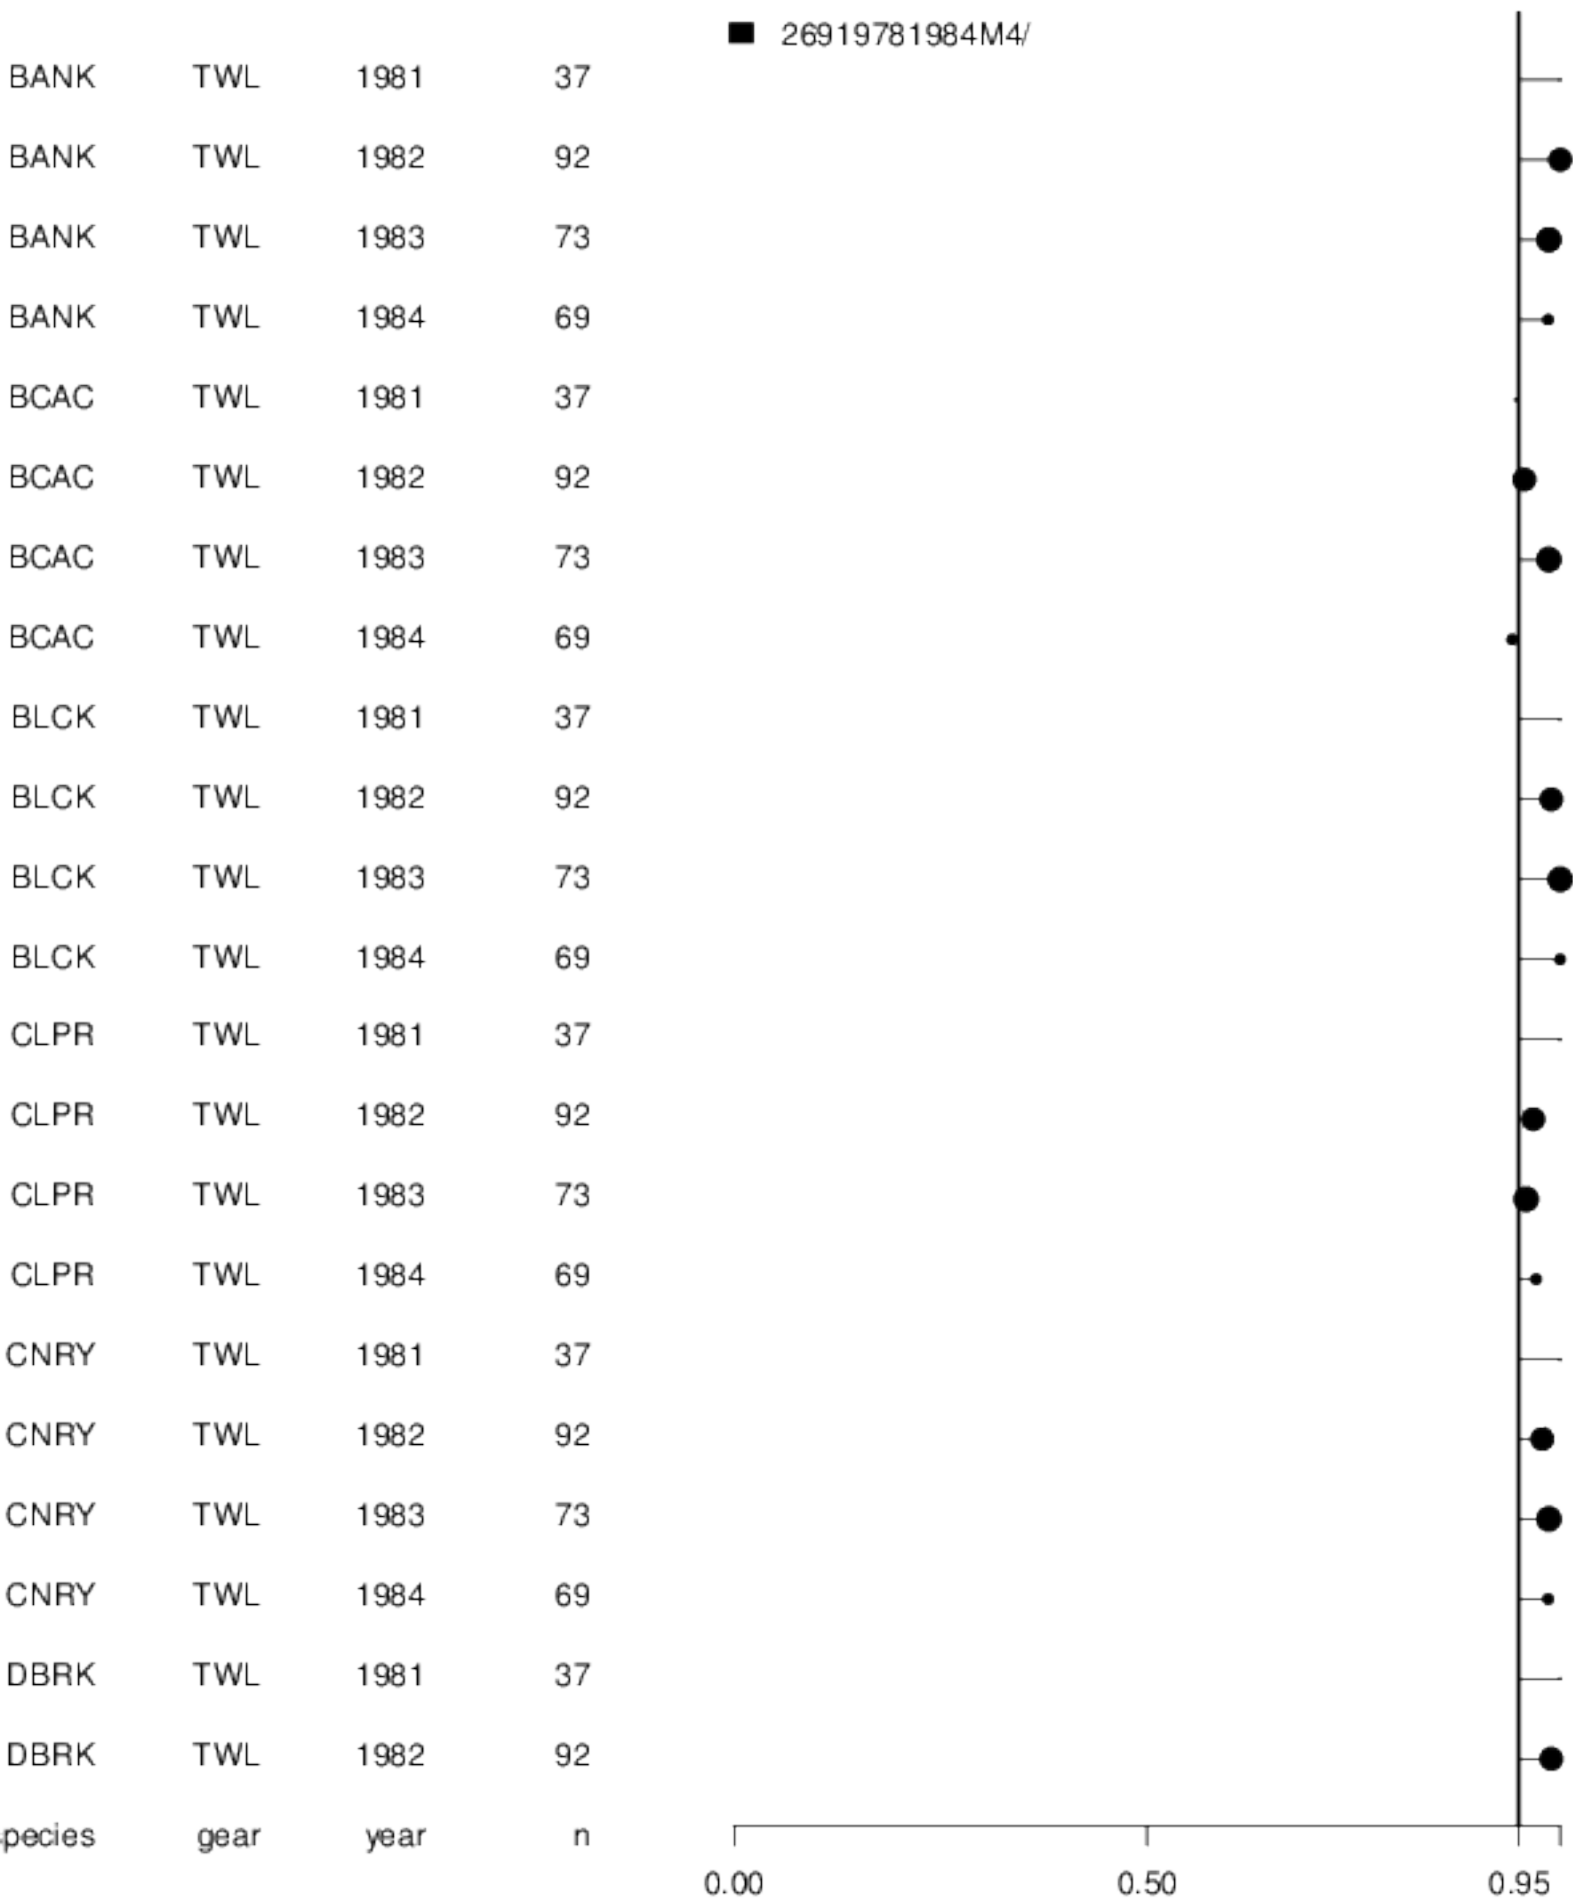 26919781984M4/
BANK TWL 1981 37
BANK TWL 1982 92
BANK TWL 1983 73
BANK TWL 1984 69
BCAC TWL 1981 37
BCAC TWL 1982 92
BCAC TWL 1983 73
BCAC TWL 1984 69
BLCK TWL 1981 37
BLCK TWL 1982 92
BLCK TWL 1983 73
BLCK TWL 1984 69
CLPR TWL 1981 37
CLPR TWL 1982 92
CLPR TWL 1983 73
CLPR TWL 1984 69
CNRY TWL 1981 37
CNRY TWL 1982 92
CNRY TWL 1983 73
CNRY TWL 1984 69
DBRK TWL 1981 37
DBRK TWL 1982 92
pecies gear year n
0.00 0.50 0.95